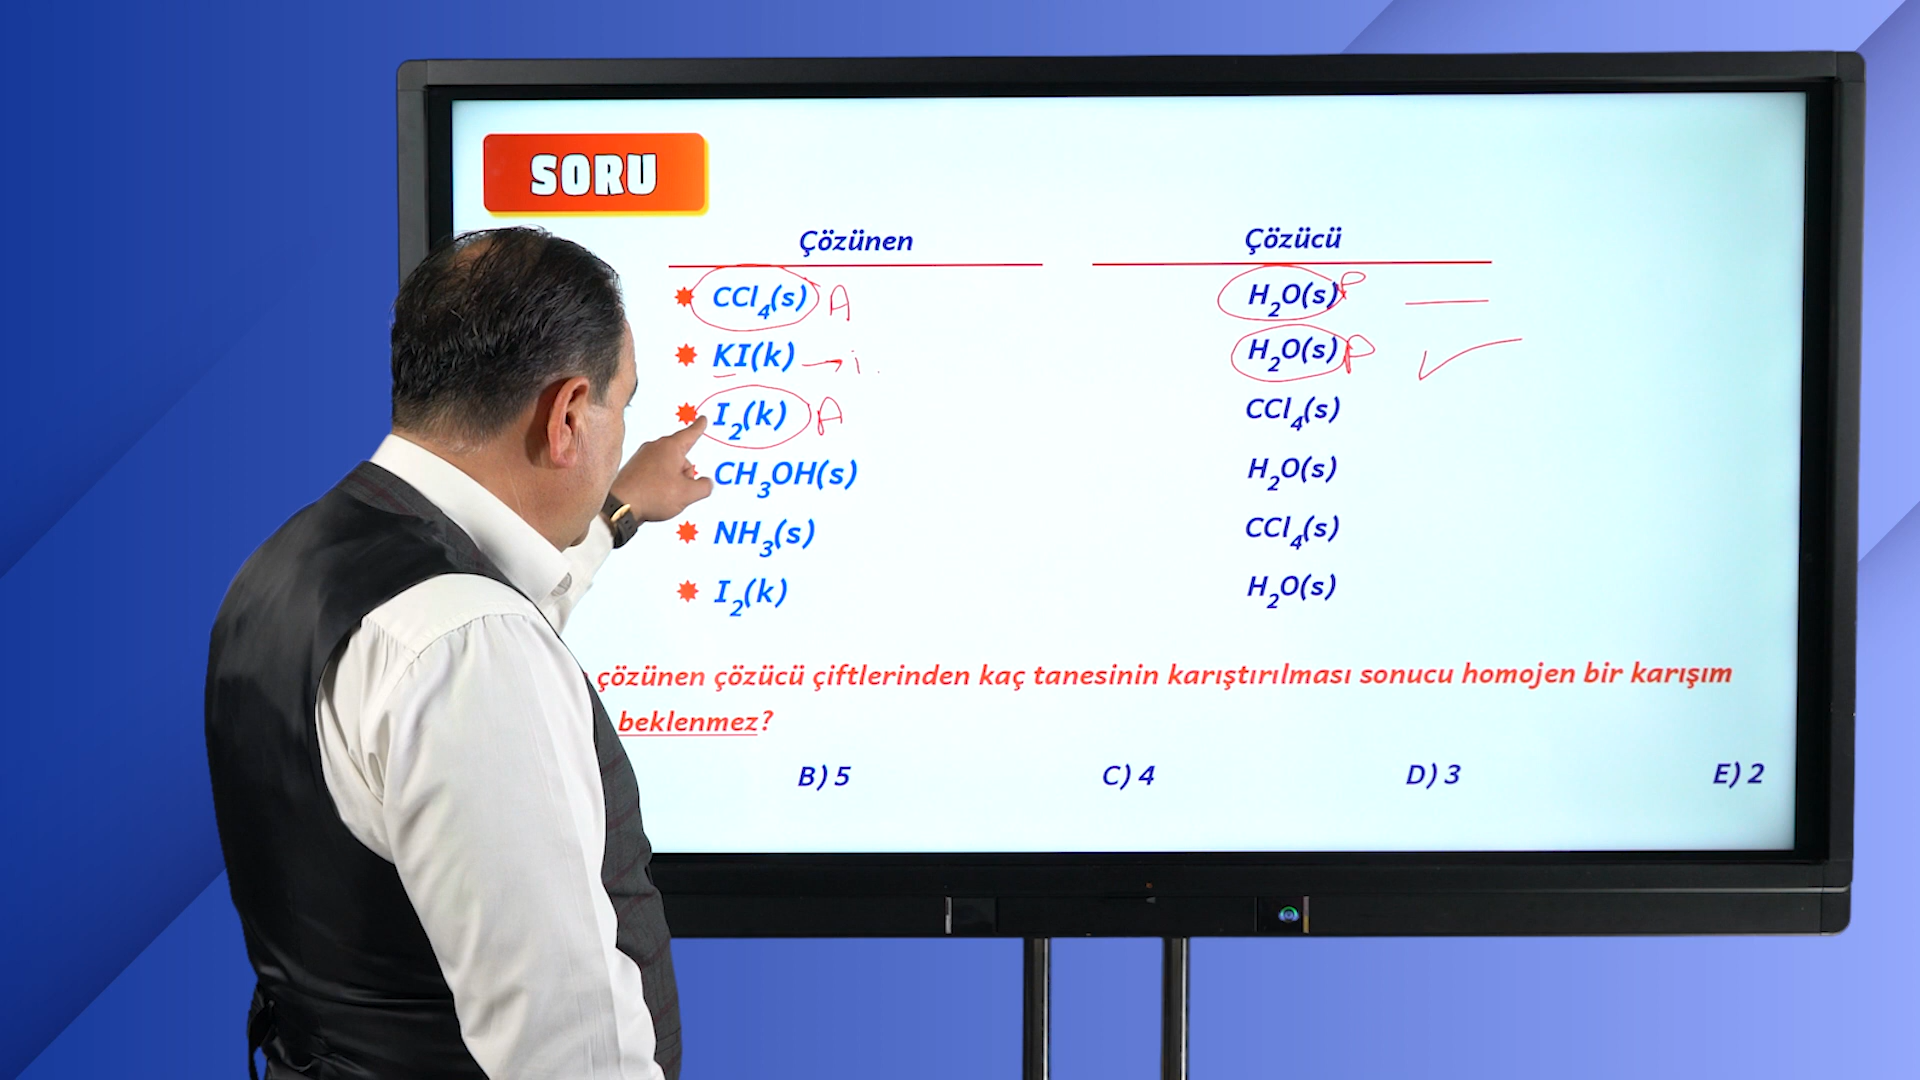 SORU
Çözünen Çözücü
CCl4(s) A H2O(s) P —
KI(k) → i H2O(s) P ✓
I2(k) A CCl4(s)
CH3OH(s) H2O(s)
NH3(s) CCl4(s)
I2(k) H2O(s)
çözünen çözücü çiftlerinden kaç tanesinin karıştırılması sonucu homojen bir karışım
beklenmez?
B) 5 C) 4 D) 3 E) 2